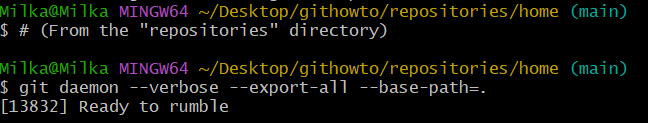 Milka@Milka MINGW64 ~/Desktop/githowto/repositories/home (main)
$ # (From the "repositories" directory)
Milka@Milka MINGW64 ~/Desktop/githowto/repositories/home (main)
$ git daemon --verbose --export-all --base-path=.
[13832] Ready to rumble